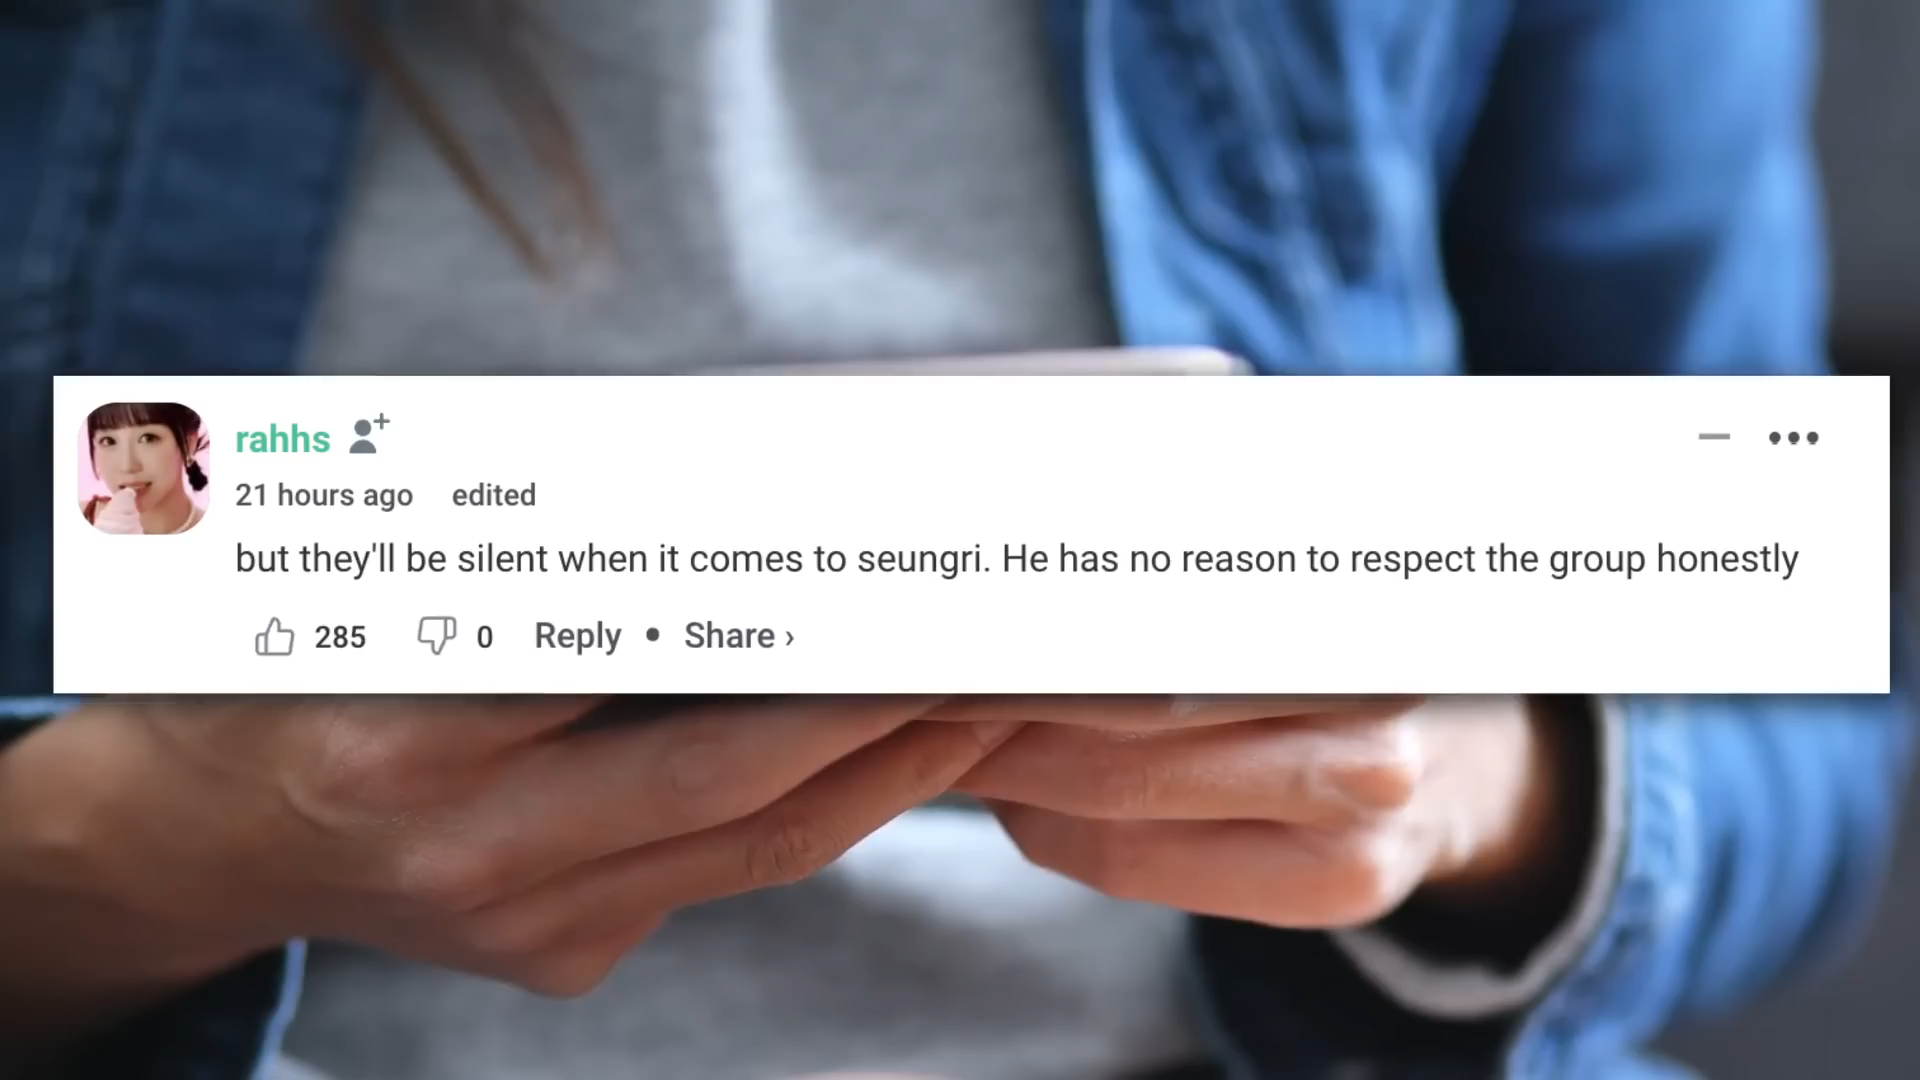 rahhs
21 hours ago edited
but they'll be silent when it comes to seungri. He has no reason to respect the group honestly
285 0 Reply • Share ›